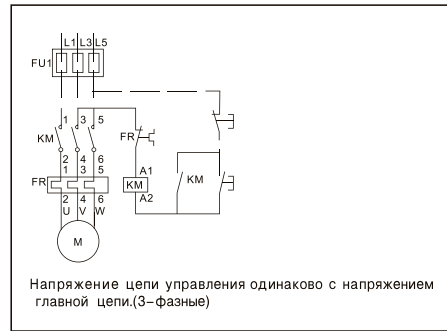 L1 L3 L5
FU1
1 3 5
KM
FR
2 4 6
1 3 5
A1
KM
A2
KM
FR
2 4 6
U V W
M
Напряжение цепи управления одинаково с напряжением
главной цепи.(3-фазные)